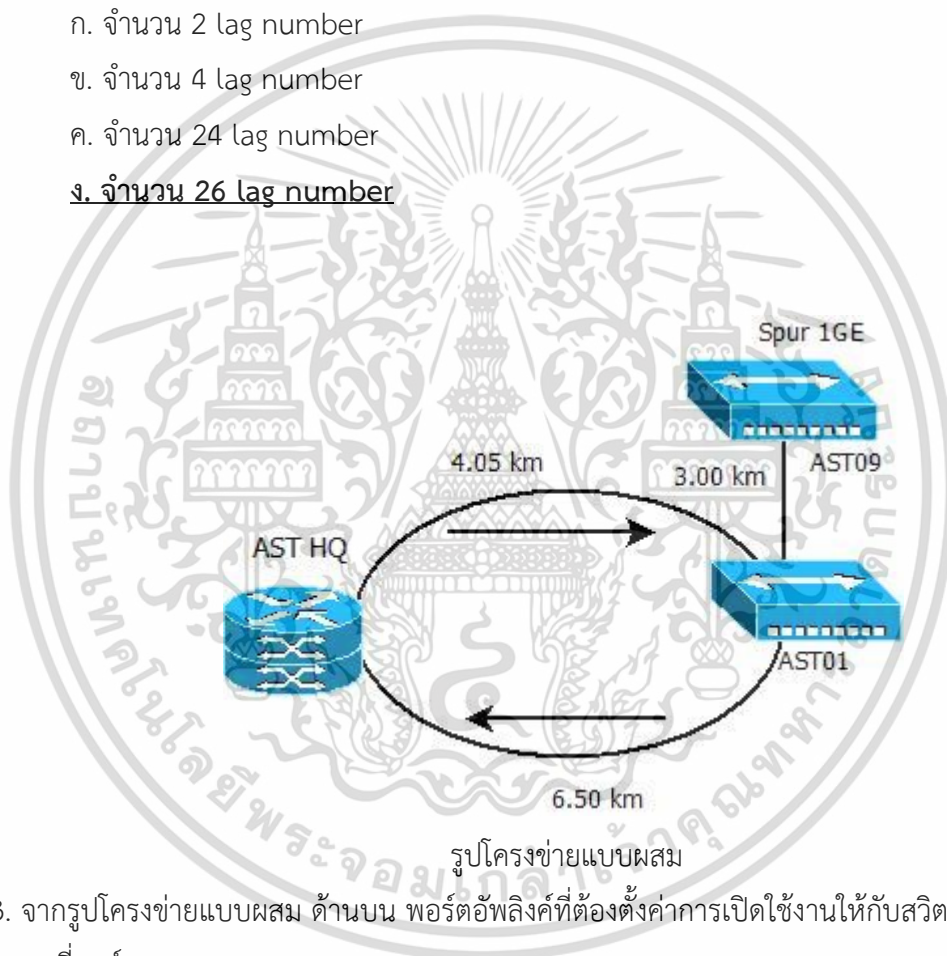 ก. จำนวน 2 lag number
ข. จำนวน 4 lag number
ค. จำนวน 24 lag number
ง. จำนวน 26 lag number
Spur 1GE
4.05 km
3.00 km
AST09
AST HQ
AST01
6.50 km
รูปโครงข่ายแบบผสม
3. จากรูปโครงข่ายแบบผสม ด้านบน พอร์ตอัพลิงค์ที่ต้องตั้งค่าการเปิดใช้งานให้กับสวิต